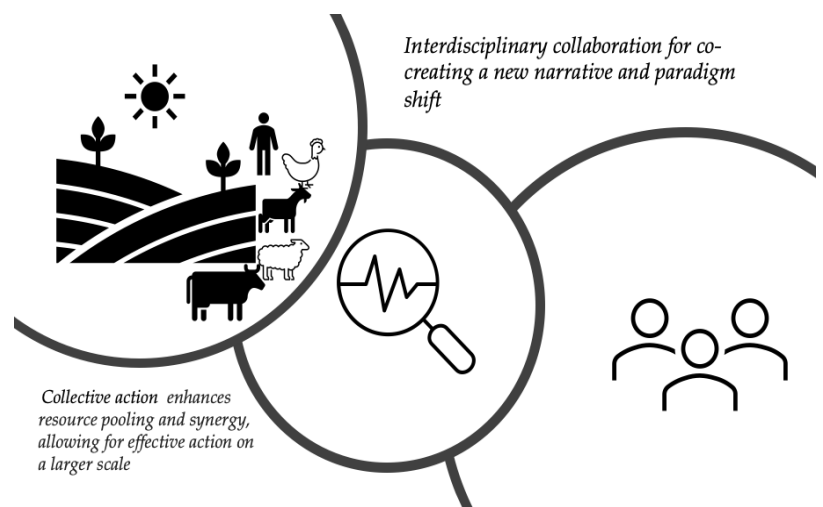 Interdisciplinary collaboration for co-
creating a new narrative and paradigm
shift
Collective action enhances
resource pooling and synergy,
allowing for effective action on
a larger scale